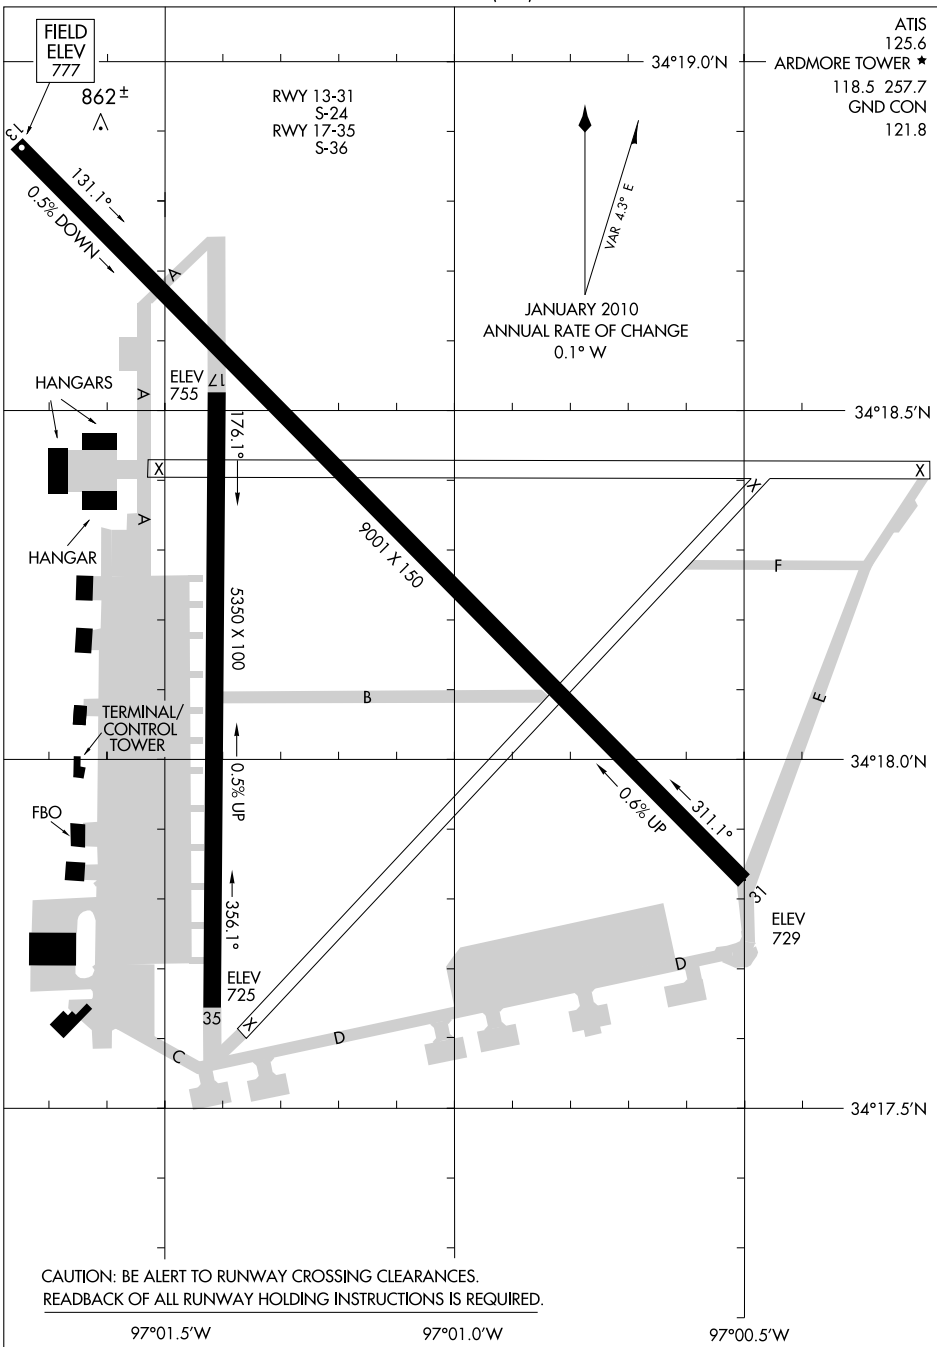 FIELD
ELEV
777
862±
RWY 13-31
S-24
RWY 17-35
S-36
34°19.0'N
ATIS
125.6
ARDMORE TOWER ★
118.5 257.7
GND CON
121.8
13
131.1°
0.5% DOWN
VAR 4.3° E
JANUARY 2010
ANNUAL RATE OF CHANGE
0.1° W
A
ELEV
755
17
HANGARS
A
34°18.5'N
176.1°
X
X
X
A
HANGAR
9001 X 150
F
5350 X 100
B
E
TERMINAL/
CONTROL
TOWER
34°18.0'N
0.5% UP
FBO
0.6% UP
311.1°
356.1°
31
ELEV
729
ELEV
725
D
35
X
D
C
34°17.5'N
CAUTION: BE ALERT TO RUNWAY CROSSING CLEARANCES.
READBACK OF ALL RUNWAY HOLDING INSTRUCTIONS IS REQUIRED.
97°01.5'W
97°01.0'W
97°00.5'W